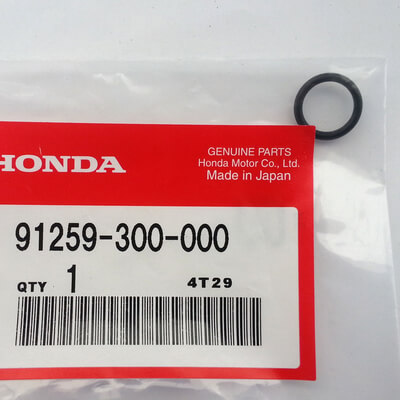 GENUINE PARTS
HONDA
Honda Motor Co., Ltd.
Made in Japan
91259-300-000
QTY 1 4T29